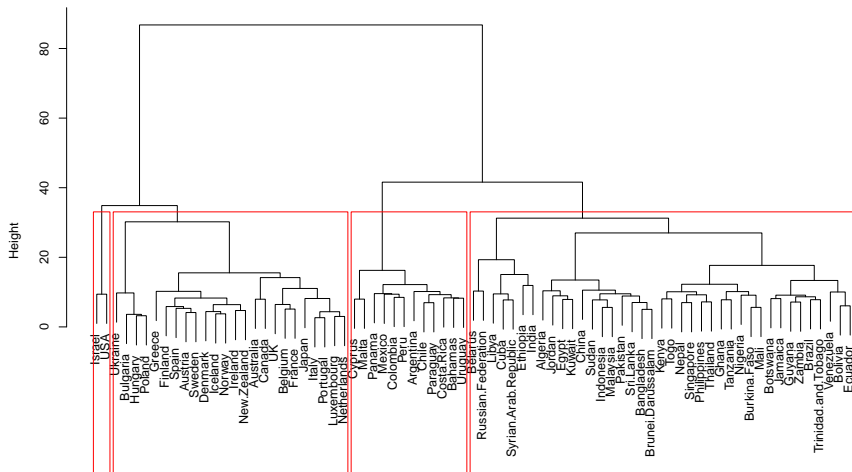 Height
80
60
40
20
0
Israel
USA
Ukraine
Bulgaria
Hungary
Poland
Greece
Finland
Spain
Austria
Sweden
Denmark
Iceland
Norway
Ireland
New.Zealand
Australia
Canada
UK
Belgium
France
Japan
Italy
Portugal
Luxembourg
Netherlands
Cyprus
Malta
Panama
Mexico
Colombia
Peru
Argentina
Chile
Paraguay
Costa.Rica
Bahamas
Uruguay
Belarus
Russian.Federation
Libya
Cuba
Syrian.Arab.Republic
Ethiopia
India
Algeria
Jordan
Egypt
Kuwait
China
Sudan
Indonesia
Malaysia
Pakistan
Sri.Lanka
Bangladesh
Brunei.Darussalam
Kenya
Togo
Nepal
Singapore
Philippines
Thailand
Ghana
Tanzania
Nigeria
Burkina.Faso
Mali
Botswana
Jamaica
Guyana
Zambia
Brazil
Trinidad.and.Tobago
Venezuela
Bolivia
Ecuador